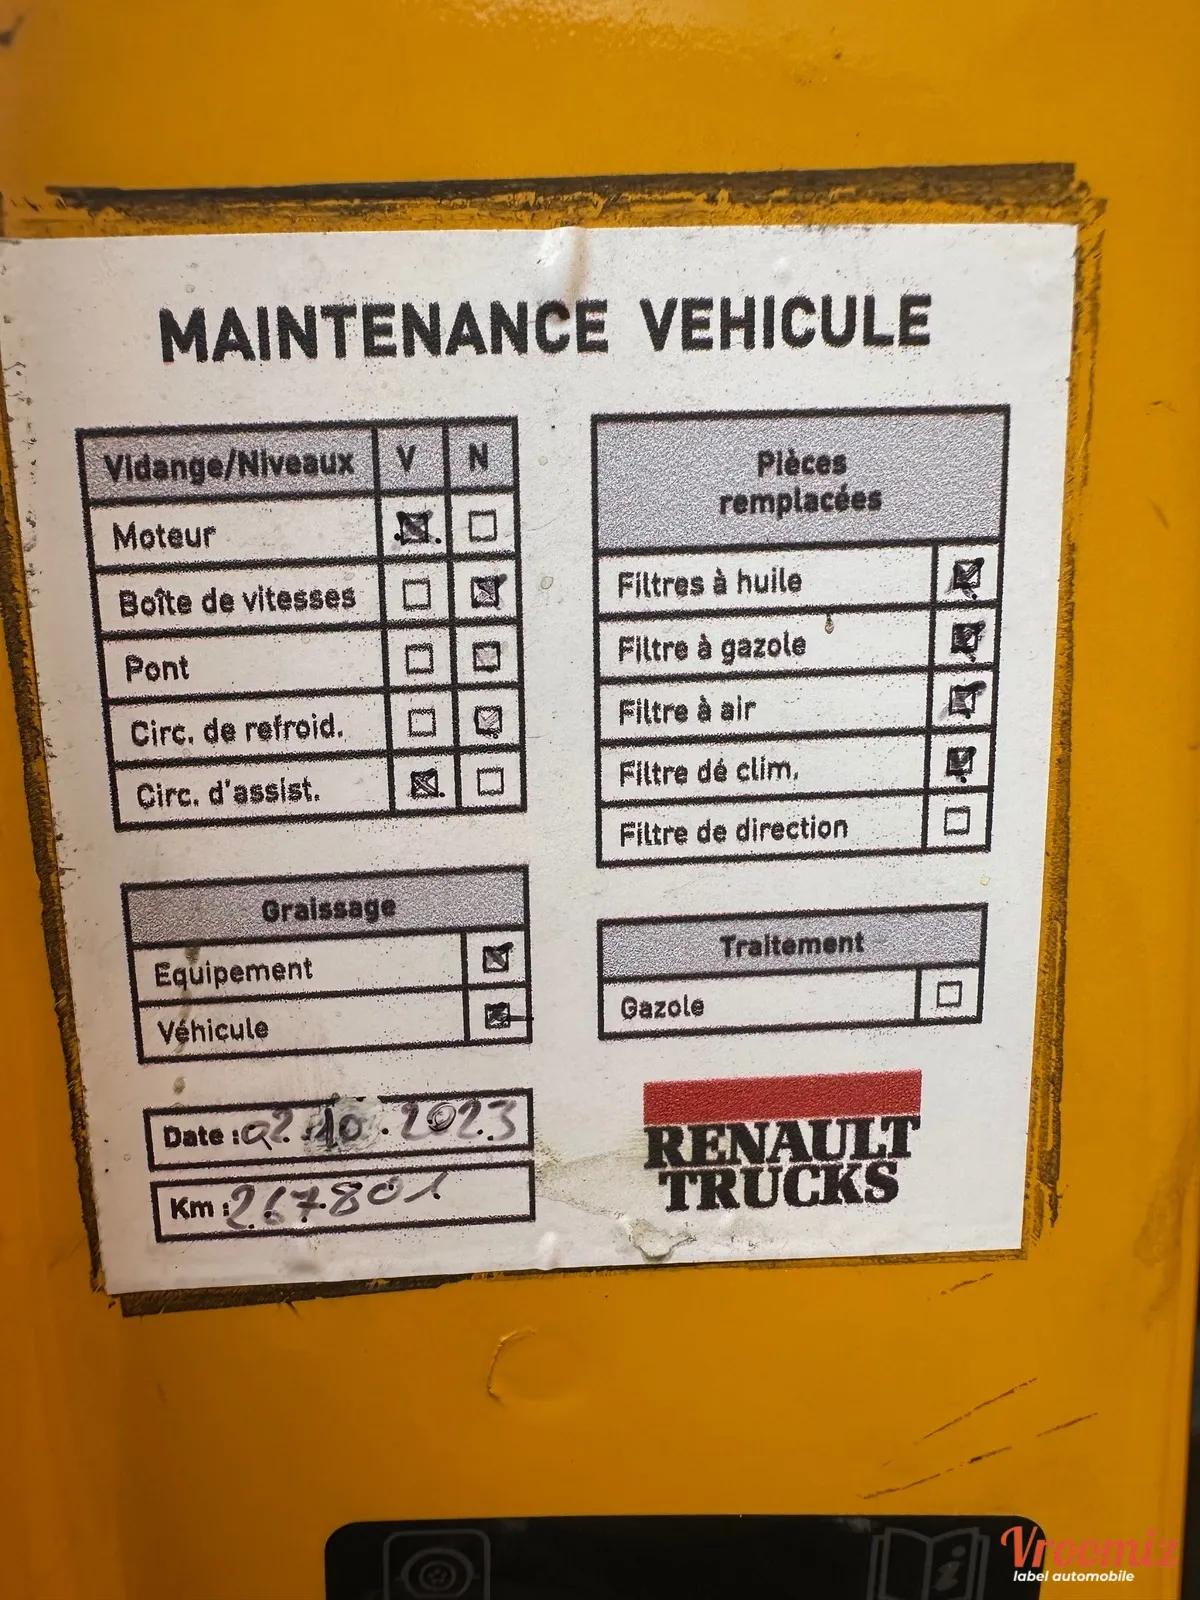 MAINTENANCE VEHICULE
Vidange/Niveaux V N
Moteur
Boîte de vitesses
Pont
Circ. de refroid.
Circ. d'assist.
Pièces
remplacées
Filtres à huile
Filtre à gazole
Filtre à air
Filtre dé clim.
Filtre de direction
Graissage
Equipement
Véhicule
Traitement
Gazole
Date : 02.10.2023
Km : 267801
RENAULT
TRUCKS
Vroomiz
label automobile